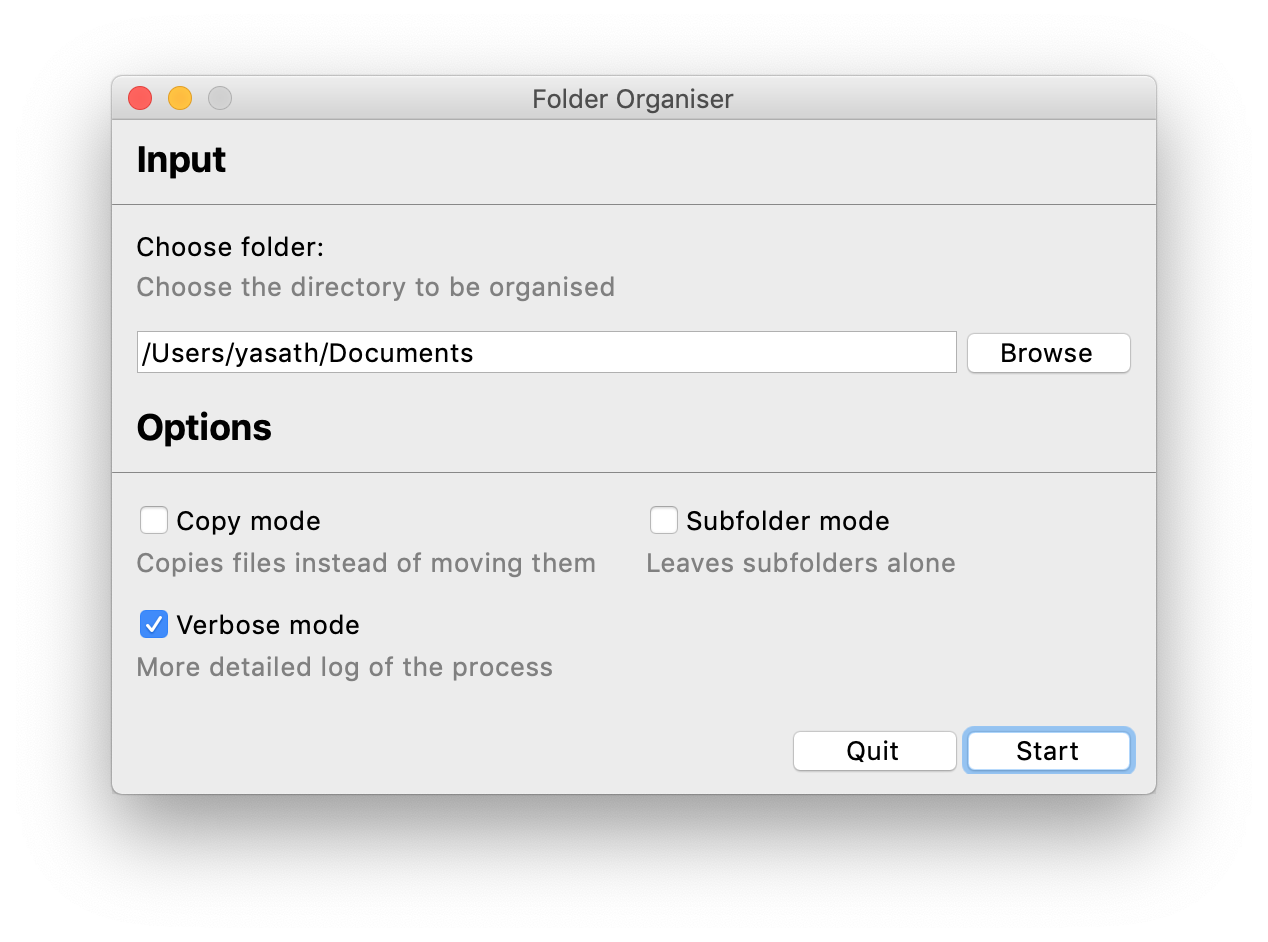 Folder Organiser
Input
Choose folder:
Choose the directory to be organised
/Users/yasath/Documents
Browse
Options
Copy mode
Copies files instead of moving them
Subfolder mode
Leaves subfolders alone
Verbose mode
More detailed log of the process
Quit
Start